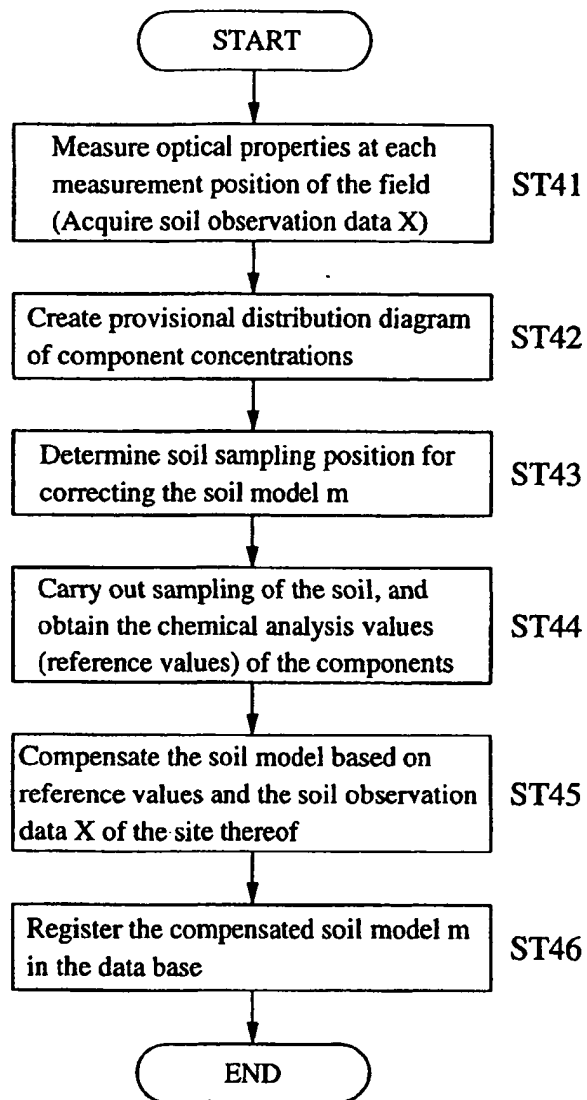 START
Measure optical properties at each
measurement position of the field
(Acquire soil observation data X)
ST41
Create provisional distribution diagram
of component concentrations
ST42
Determine soil sampling position for
correcting the soil model m
ST43
Carry out sampling of the soil, and
obtain the chemical analysis values
(reference values) of the components
ST44
Compensate the soil model based on
reference values and the soil observation
data X of the site thereof
ST45
Register the compensated soil model m
in the data base
ST46
END